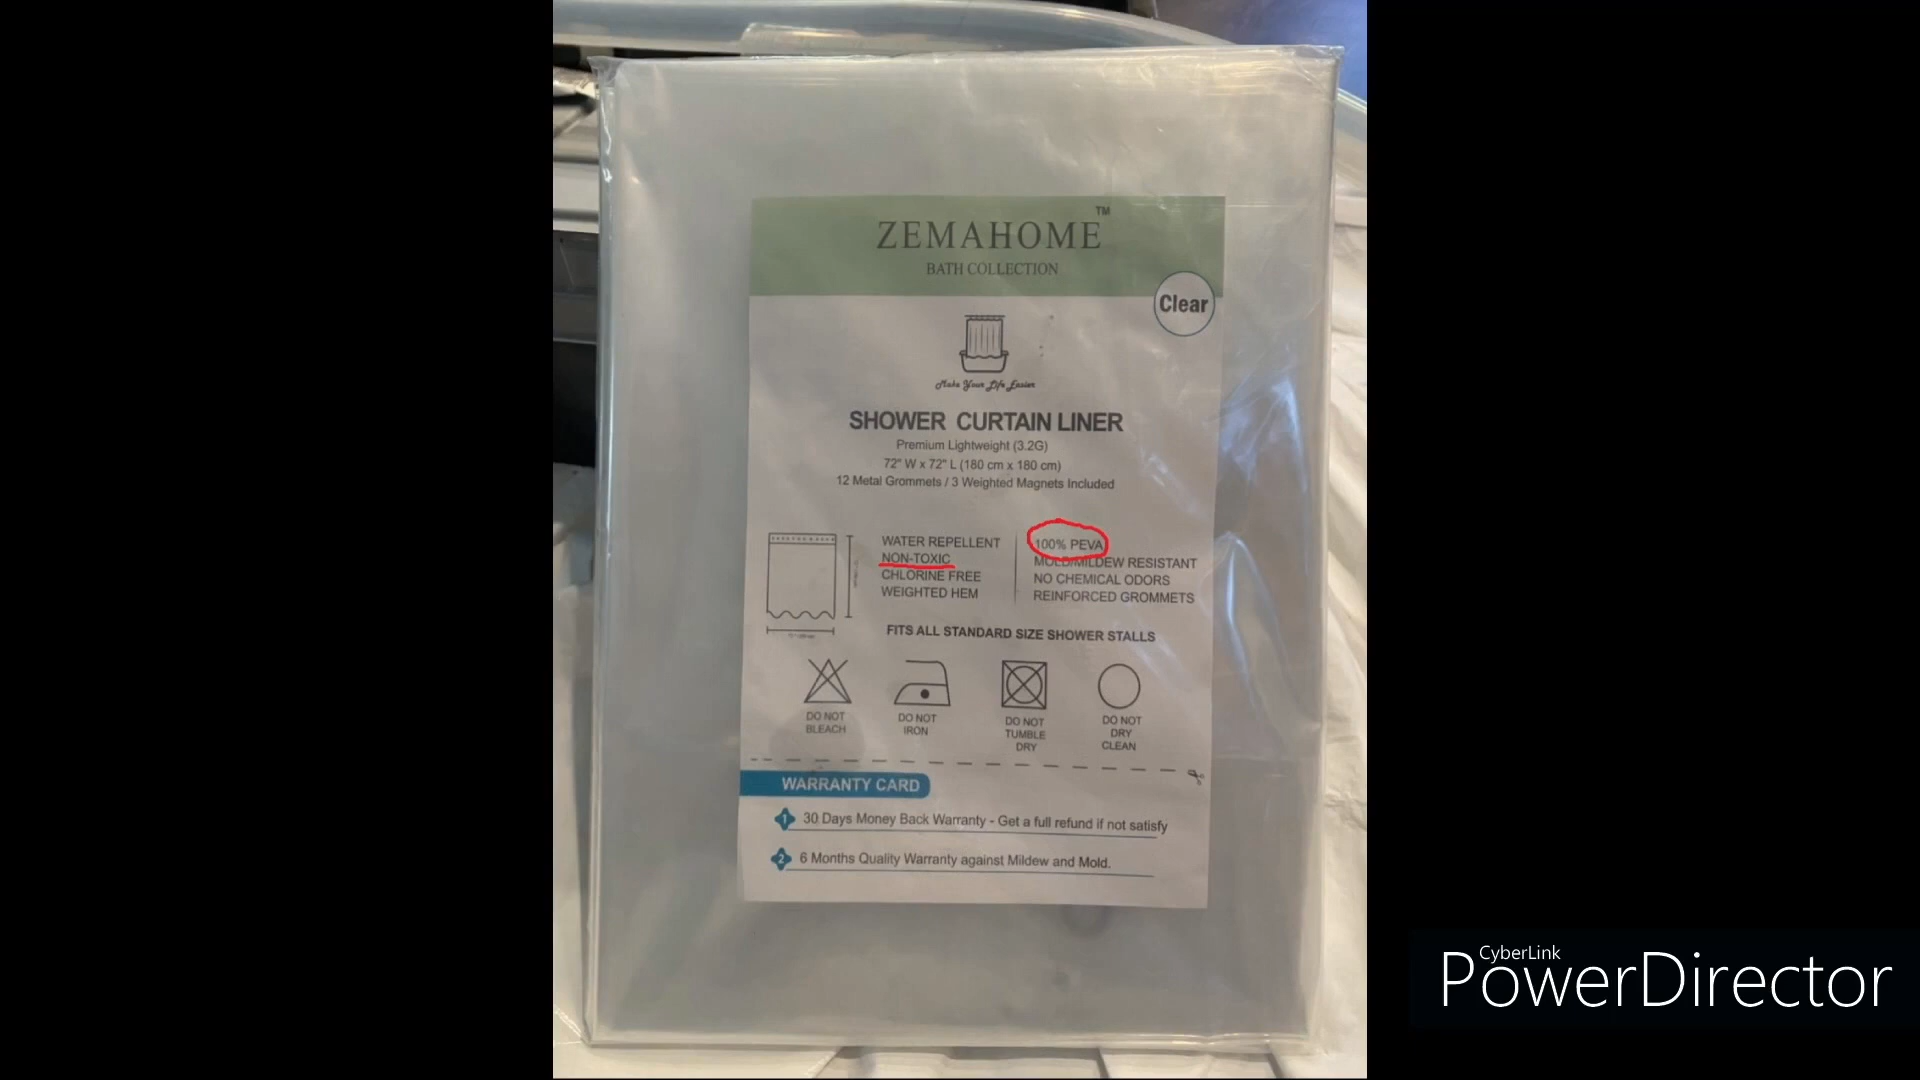 ZEMAHOME™
BATH COLLECTION
Clear
Make Your Life Easier
SHOWER CURTAIN LINER
Premium Lightweight (3.2G)
72" W x 72" L (180 cm x 180 cm)
12 Metal Grommets / 3 Weighted Magnets Included
WATER REPELLENT
NON-TOXIC
CHLORINE FREE
WEIGHTED HEM
100% PEVA
MOLD/MILDEW RESISTANT
NO CHEMICAL ODORS
REINFORCED GROMMETS
FITS ALL STANDARD SIZE SHOWER STALLS
DO NOT
BLEACH
DO NOT
IRON
DO NOT
TUMBLE
DRY
DO NOT
DRY
CLEAN
WARRANTY CARD
1 30 Days Money Back Warranty - Get a full refund if not satisfy
2 6 Months Quality Warranty against Mildew and Mold.
CyberLink
PowerDirector